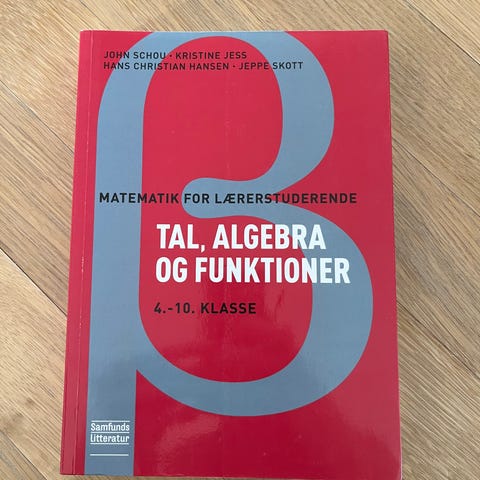 JOHN SCHOU · KRISTINE JESS
HANS CHRISTIAN HANSEN · JEPPE SKOTT
β
MATEMATIK FOR LÆRERSTUDERENDE
TAL, ALGEBRA
OG FUNKTIONER
4.-10. KLASSE
Samfunds
Litteratur